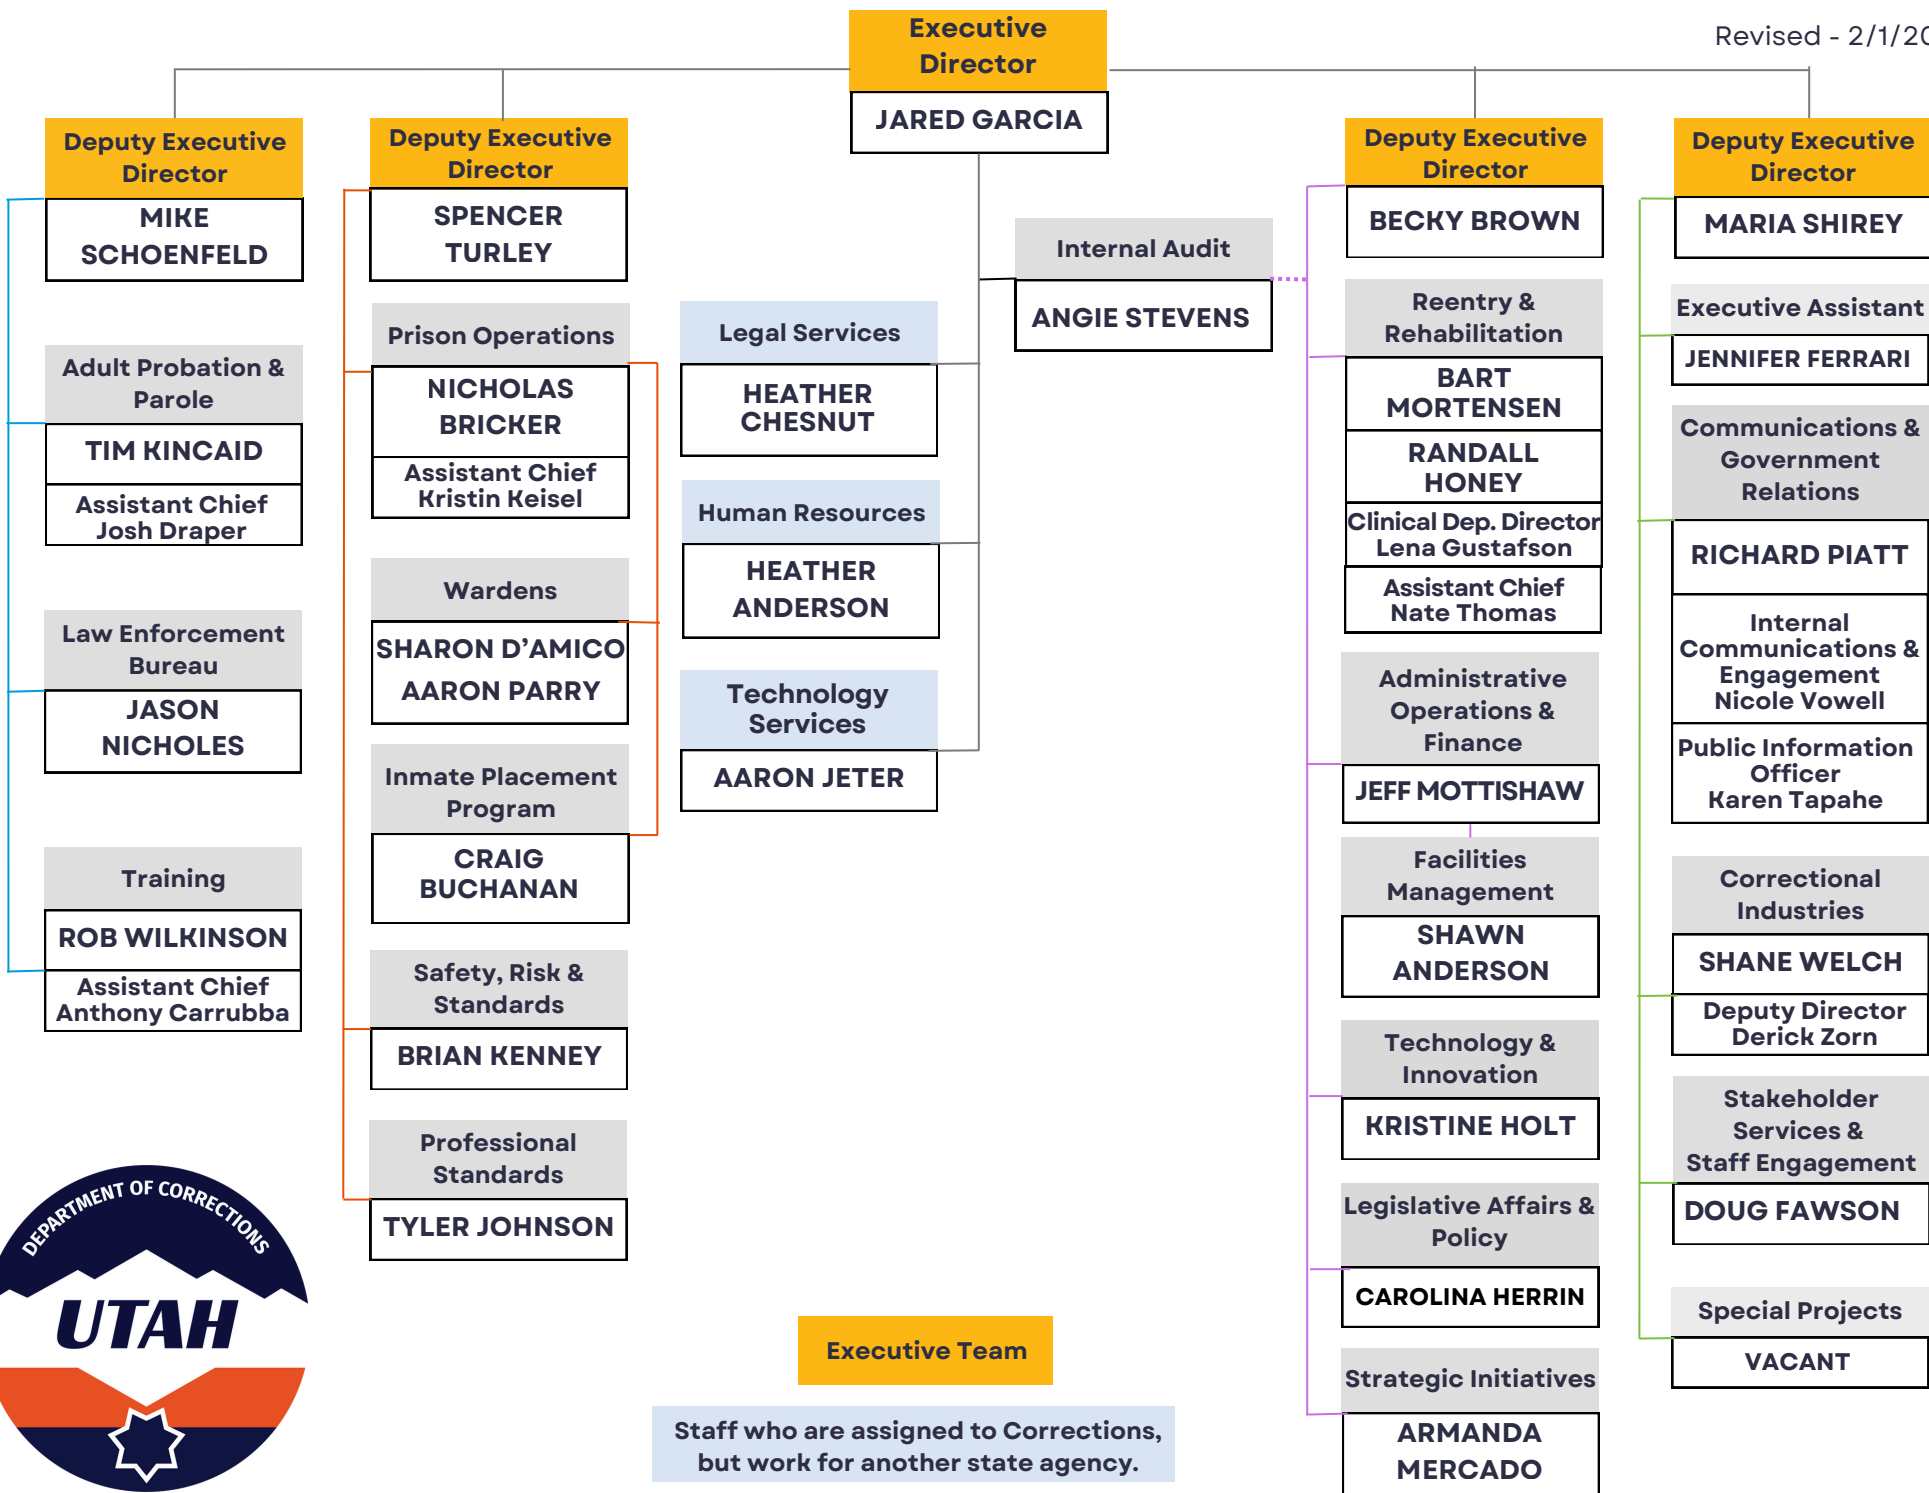 Executive
Director
JARED GARCIA
Revised - 2/1/20
Deputy Executive
Director
MIKE
SCHOENFELD
Adult Probation &
Parole
TIM KINCAID
Assistant Chief
Josh Draper
Law Enforcement
Bureau
JASON
NICHOLES
Training
ROB WILKINSON
Assistant Chief
Anthony Carrubba
Deputy Executive
Director
SPENCER
TURLEY
Prison Operations
NICHOLAS
BRICKER
Assistant Chief
Kristin Keisel
Wardens
SHARON D’AMICO
AARON PARRY
Inmate Placement
Program
CRAIG
BUCHANAN
Safety, Risk &
Standards
BRIAN KENNEY
Professional
Standards
TYLER JOHNSON
Legal Services
HEATHER
CHESNUT
Human Resources
HEATHER
ANDERSON
Technology
Services
AARON JETER
Internal Audit
ANGIE STEVENS
Deputy Executive
Director
BECKY BROWN
Reentry &
Rehabilitation
BART
MORTENSEN
RANDALL
HONEY
Clinical Dep. Director
Lena Gustafson
Assistant Chief
Nate Thomas
Administrative
Operations &
Finance
JEFF MOTTISHAW
Facilities
Management
SHAWN
ANDERSON
Technology &
Innovation
KRISTINE HOLT
Legislative Affairs &
Policy
CAROLINA HERRIN
Strategic Initiatives
ARMANDA
MERCADO
Deputy Executive
Director
MARIA SHIREY
Executive Assistant
JENNIFER FERRARI
Communications &
Government
Relations
RICHARD PIATT
Internal
Communications &
Engagement
Nicole Vowell
Public Information
Officer
Karen Tapahe
Correctional
Industries
SHANE WELCH
Deputy Director
Derick Zorn
Stakeholder
Services &
Staff Engagement
DOUG FAWSON
Special Projects
VACANT
DEPARTMENT OF CORRECTIONS
UTAH
Executive Team
Staff who are assigned to Corrections,
but work for another state agency.